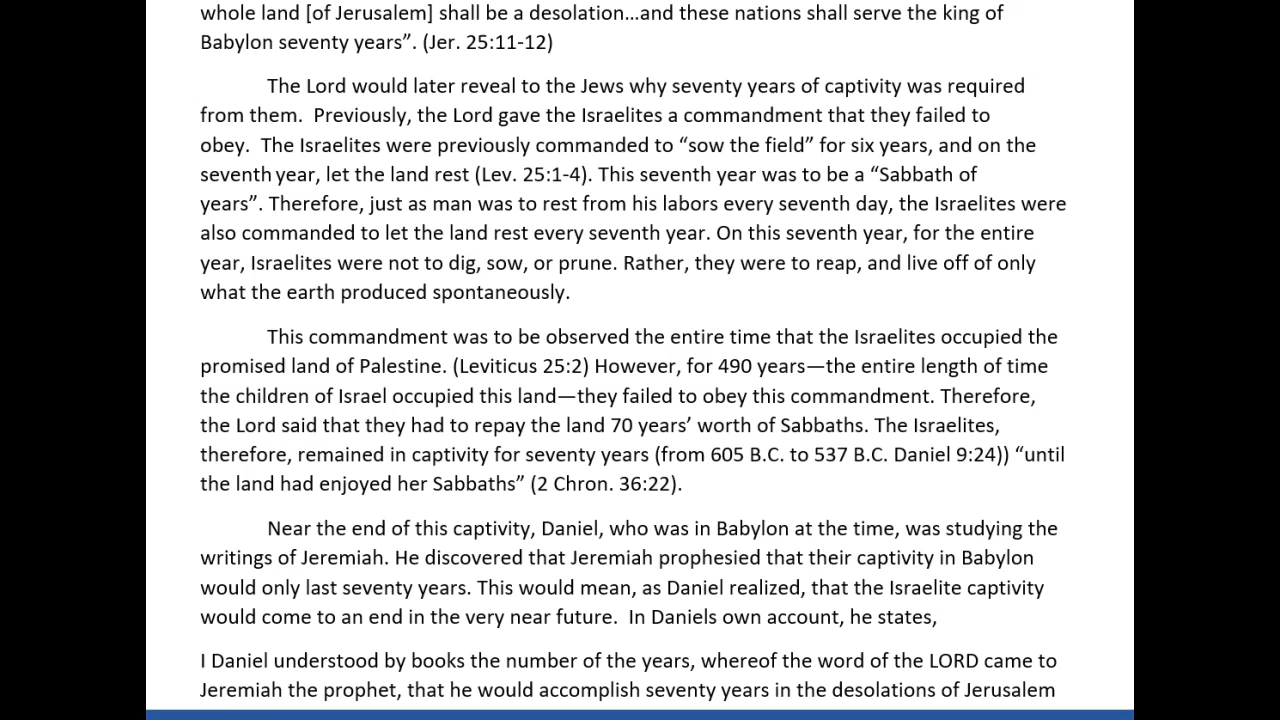 whole land [of Jerusalem] shall be a desolation…and these nations shall serve the king of
Babylon seventy years”. (Jer. 25:11-12)
The Lord would later reveal to the Jews why seventy years of captivity was required
from them.  Previously, the Lord gave the Israelites a commandment that they failed to
obey.  The Israelites were previously commanded to “sow the field” for six years, and on the
seventh year, let the land rest (Lev. 25:1-4). This seventh year was to be a “Sabbath of
years”. Therefore, just as man was to rest from his labors every seventh day, the Israelites were
also commanded to let the land rest every seventh year. On this seventh year, for the entire
year, Israelites were not to dig, sow, or prune. Rather, they were to reap, and live off of only
what the earth produced spontaneously.
This commandment was to be observed the entire time that the Israelites occupied the
promised land of Palestine. (Leviticus 25:2) However, for 490 years—the entire length of time
the children of Israel occupied this land—they failed to obey this commandment. Therefore,
the Lord said that they had to repay the land 70 years’ worth of Sabbaths. The Israelites,
therefore, remained in captivity for seventy years (from 605 B.C. to 537 B.C. Daniel 9:24)) “until
the land had enjoyed her Sabbaths” (2 Chron. 36:22).
Near the end of this captivity, Daniel, who was in Babylon at the time, was studying the
writings of Jeremiah. He discovered that Jeremiah prophesied that their captivity in Babylon
would only last seventy years. This would mean, as Daniel realized, that the Israelite captivity
would come to an end in the very near future.  In Daniels own account, he states,
I Daniel understood by books the number of the years, whereof the word of the LORD came to
Jeremiah the prophet, that he would accomplish seventy years in the desolations of Jerusalem